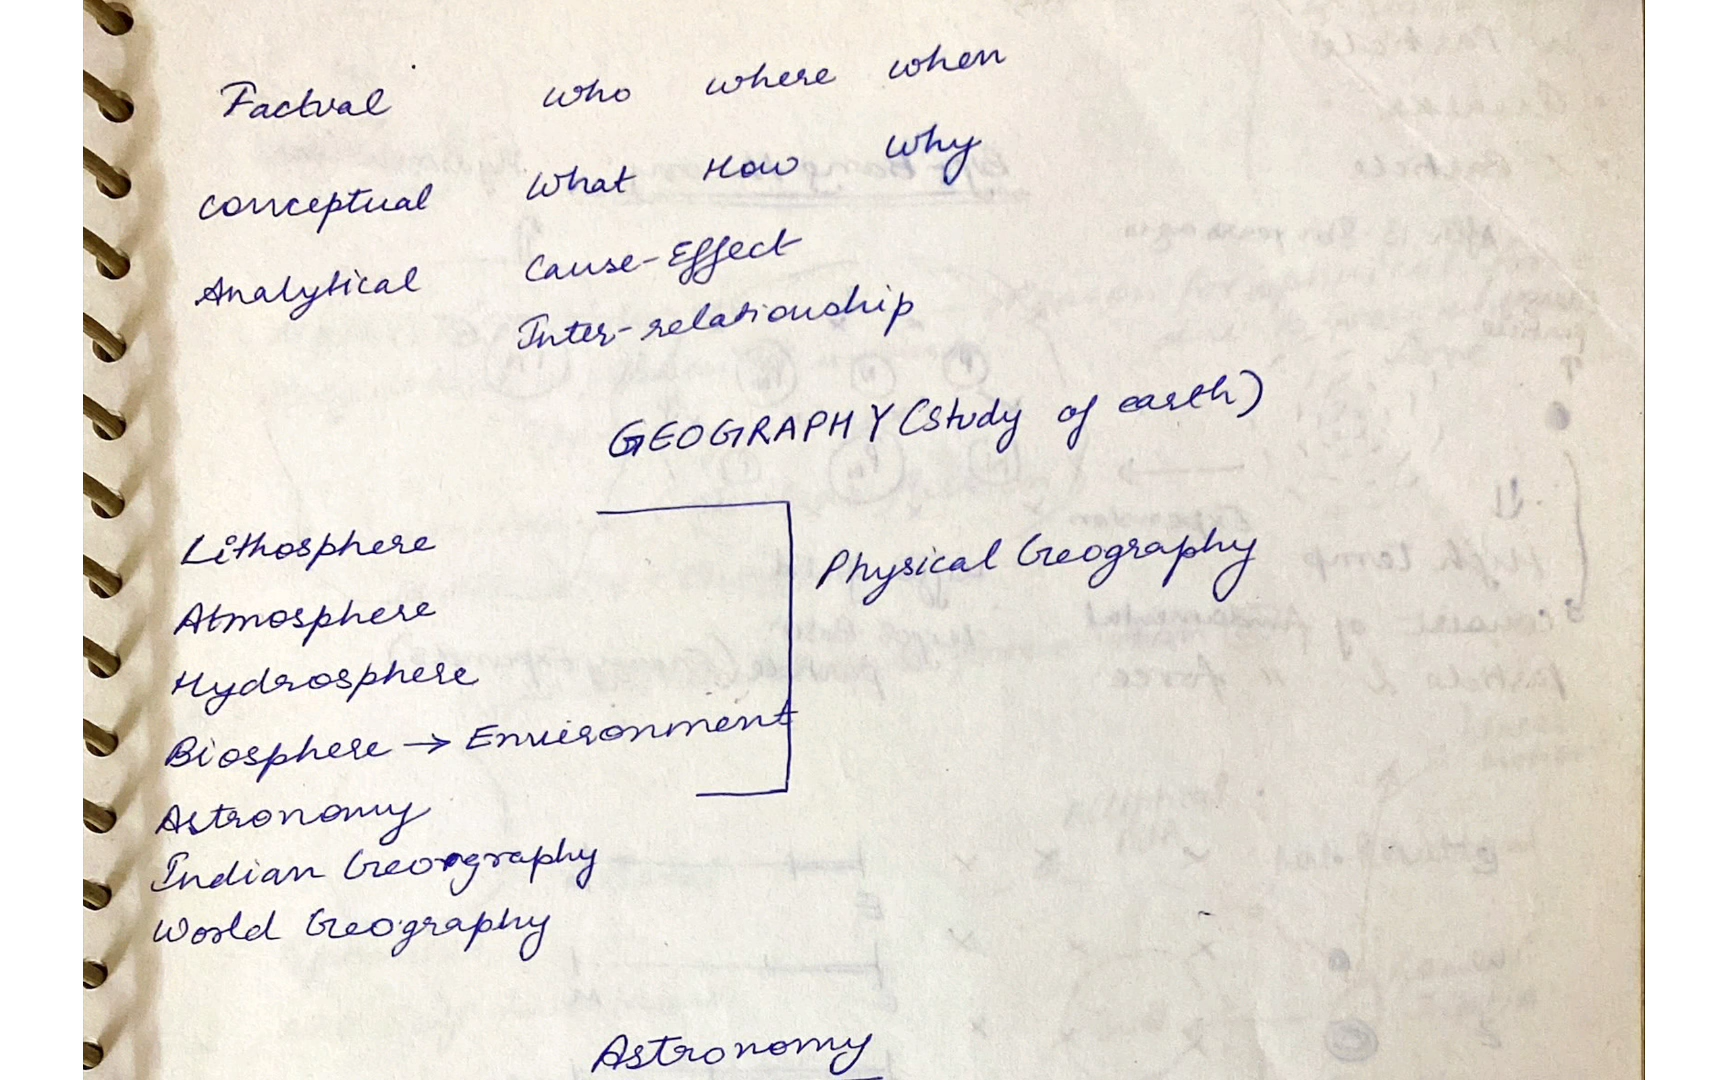 Factual who where when
conceptual what How why
Analytical Cause-Effect
Inter-relationship
GEOGRAPHY (Study of earth)
Lithosphere
Physical Geography
Atmosphere
Hydrosphere
Biosphere → Environment
Astronomy
Indian Geography
World Geography
Astronomy